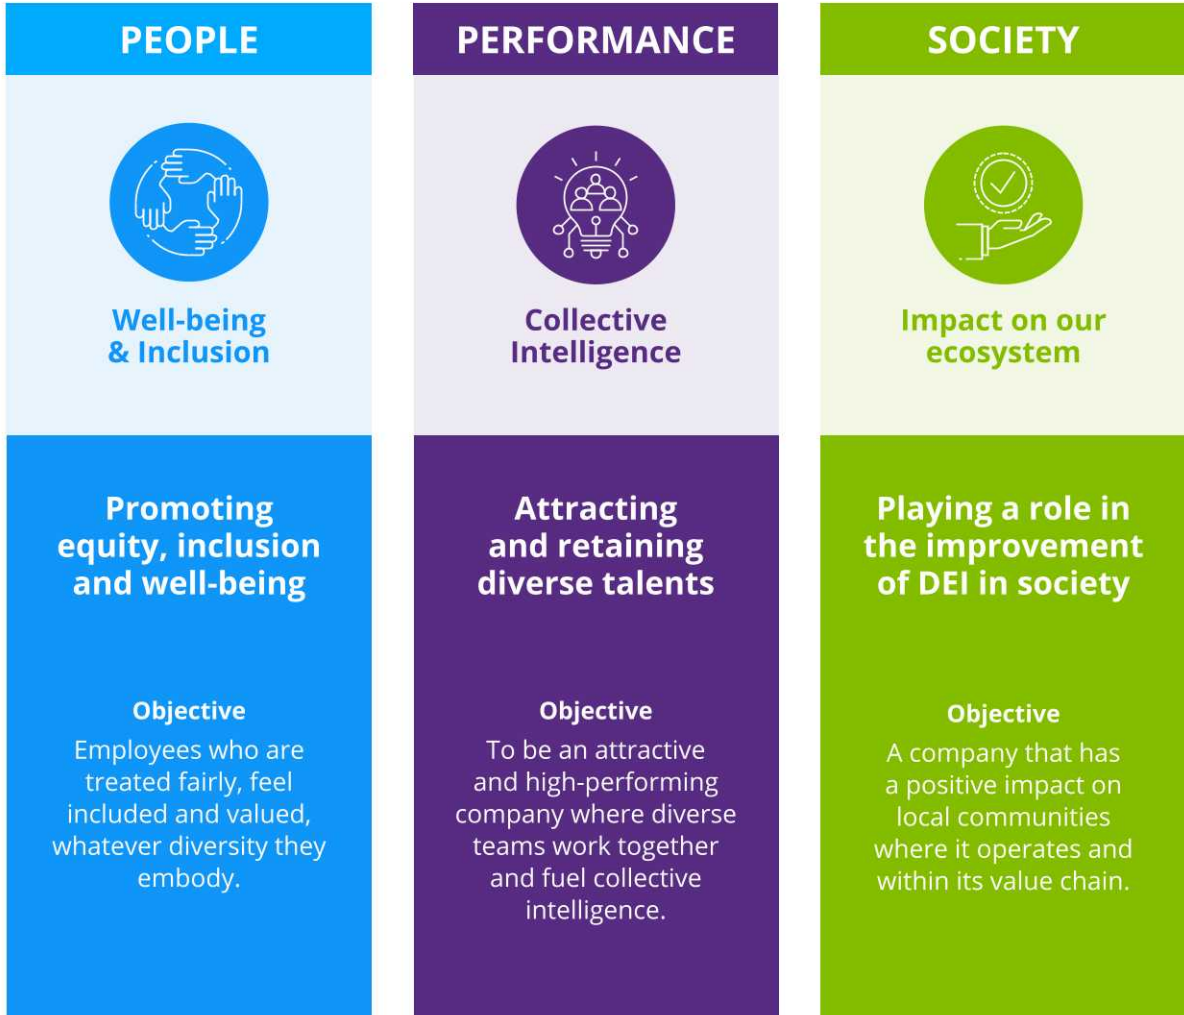 PEOPLE
Well-being
& Inclusion
Promoting
equity, inclusion
and well-being
Objective
Employees who are
treated fairly, feel
included and valued,
whatever diversity they
embody.
PERFORMANCE
Collective
Intelligence
Attracting
and retaining
diverse talents
Objective
To be an attractive
and high-performing
company where diverse
teams work together
and fuel collective
intelligence.
SOCIETY
Impact on our
ecosystem
Playing a role in
the improvement
of DEI in society
Objective
A company that has
a positive impact on
local communities
where it operates and
within its value chain.